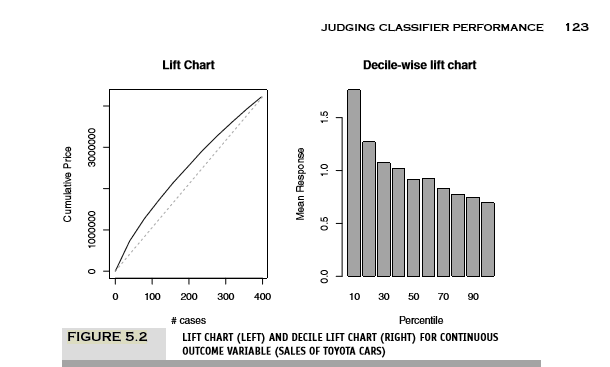 JUDGING CLASSIFIER PERFORMANCE 123
Lift Chart
Cumulative Price
3000000
1000000
0
0 100 200 300 400
# cases
Decile-wise lift chart
Mean Response
1.5
1.0
0.5
0.0
10 30 50 70 90
Percentile
FIGURE 5.2
LIFT CHART (LEFT) AND DECILE LIFT CHART (RIGHT) FOR CONTINUOUS
OUTCOME VARIABLE (SALES OF TOYOTA CARS)